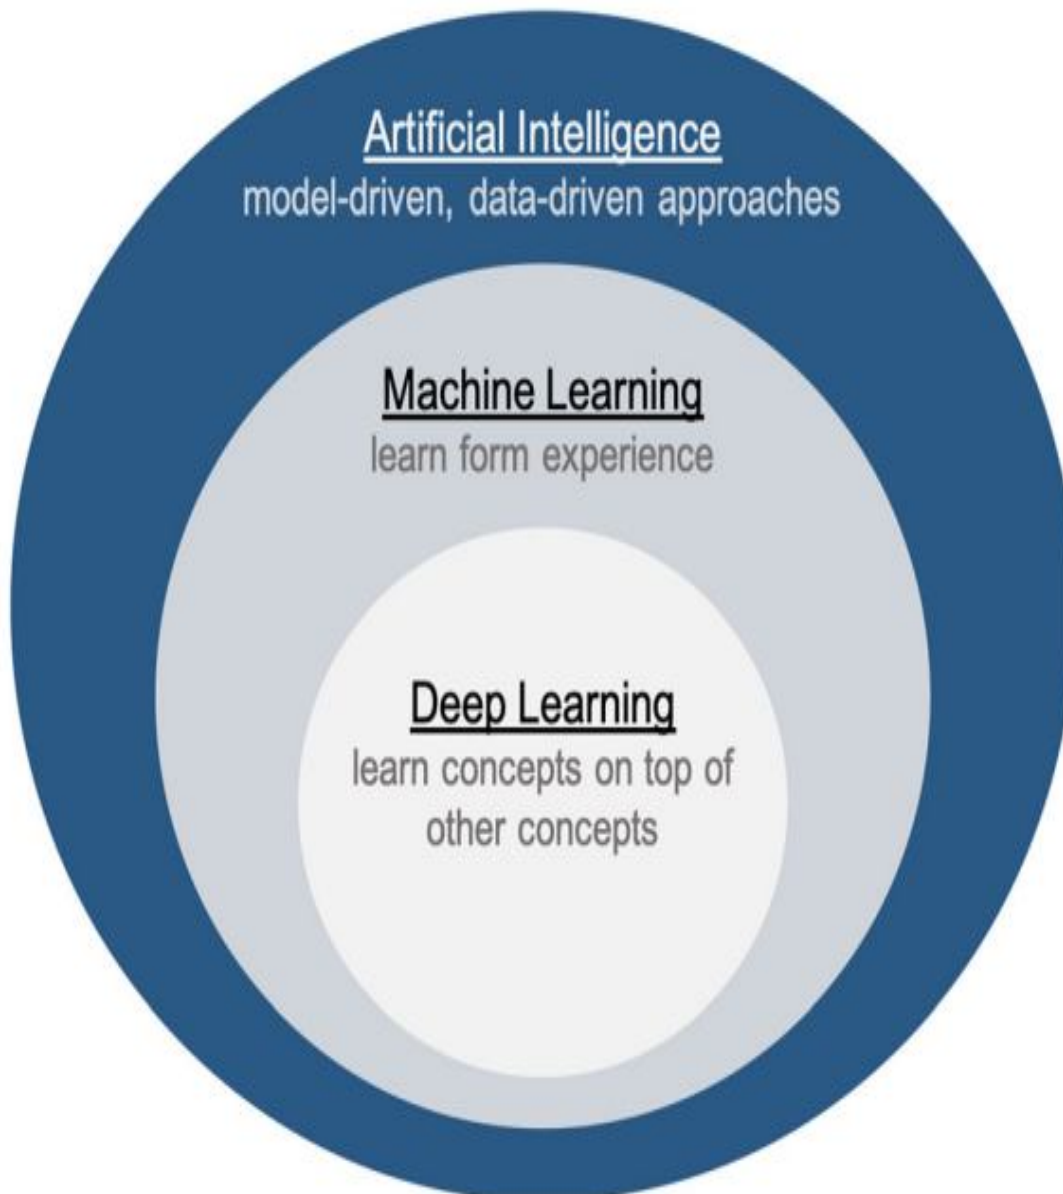 Artificial Intelligence
model-driven, data-driven approaches
Machine Learning
learn form experience
Deep Learning
learn concepts on top of
other concepts